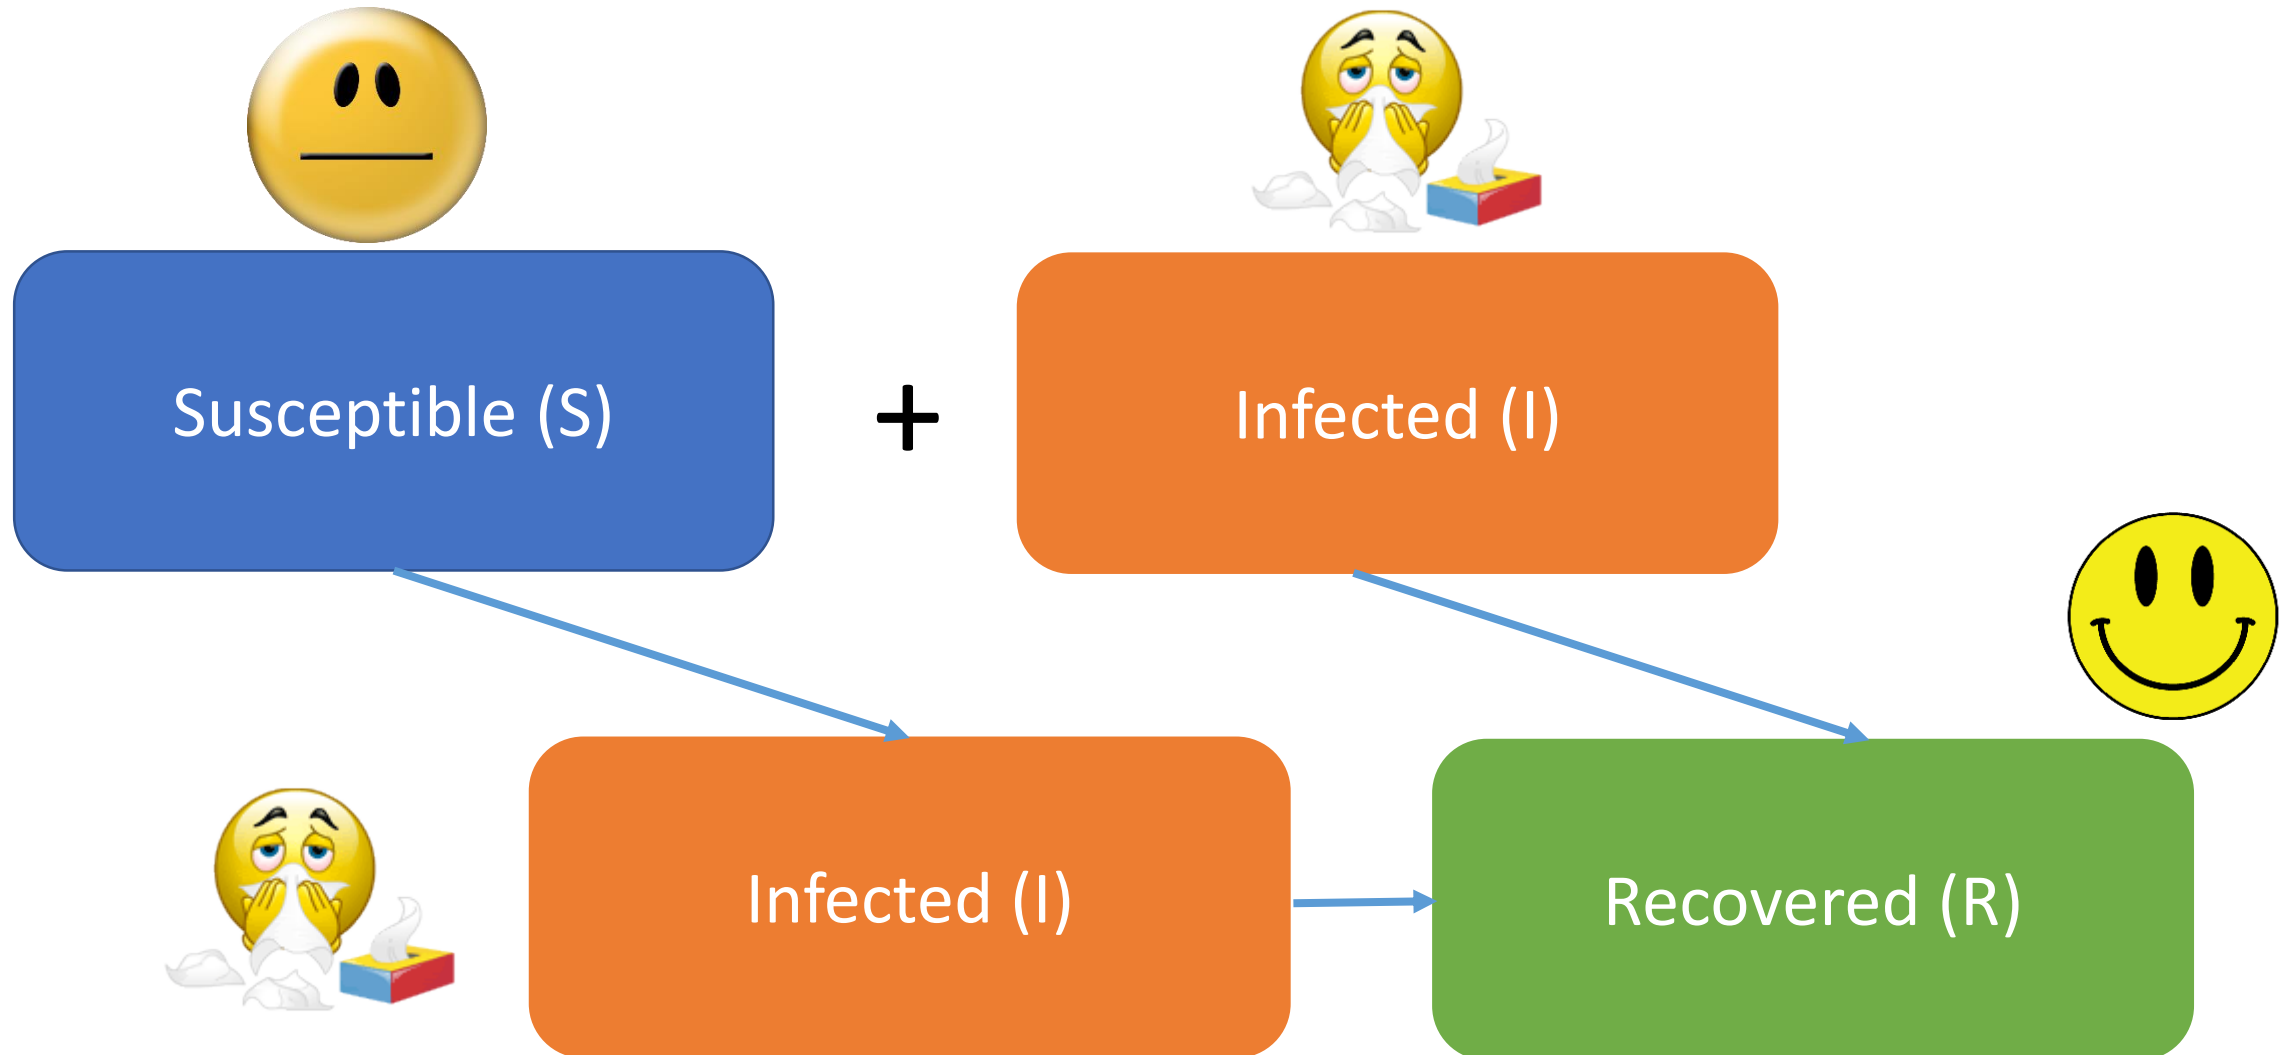 Susceptible (S)
+
Infected (I)
Infected (I)
Recovered (R)